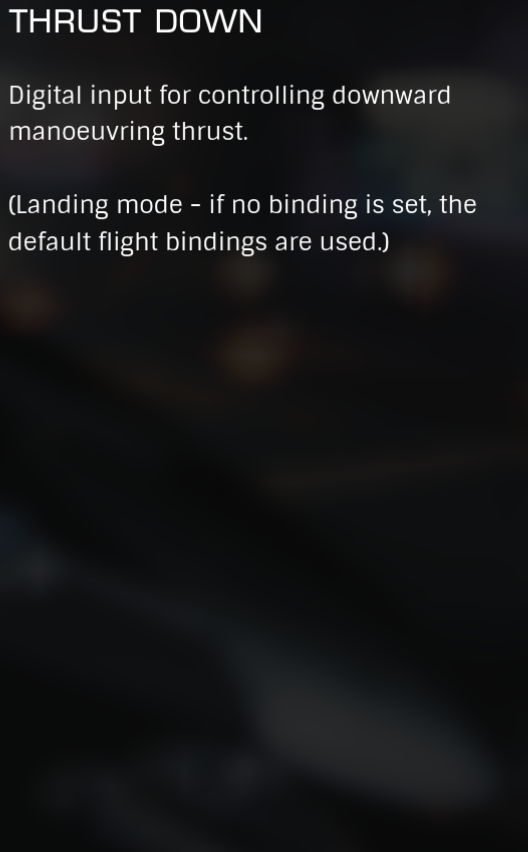 THRUST DOWN
Digital input for controlling downward
manoeuvring thrust.
(Landing mode - if no binding is set, the
default flight bindings are used.)